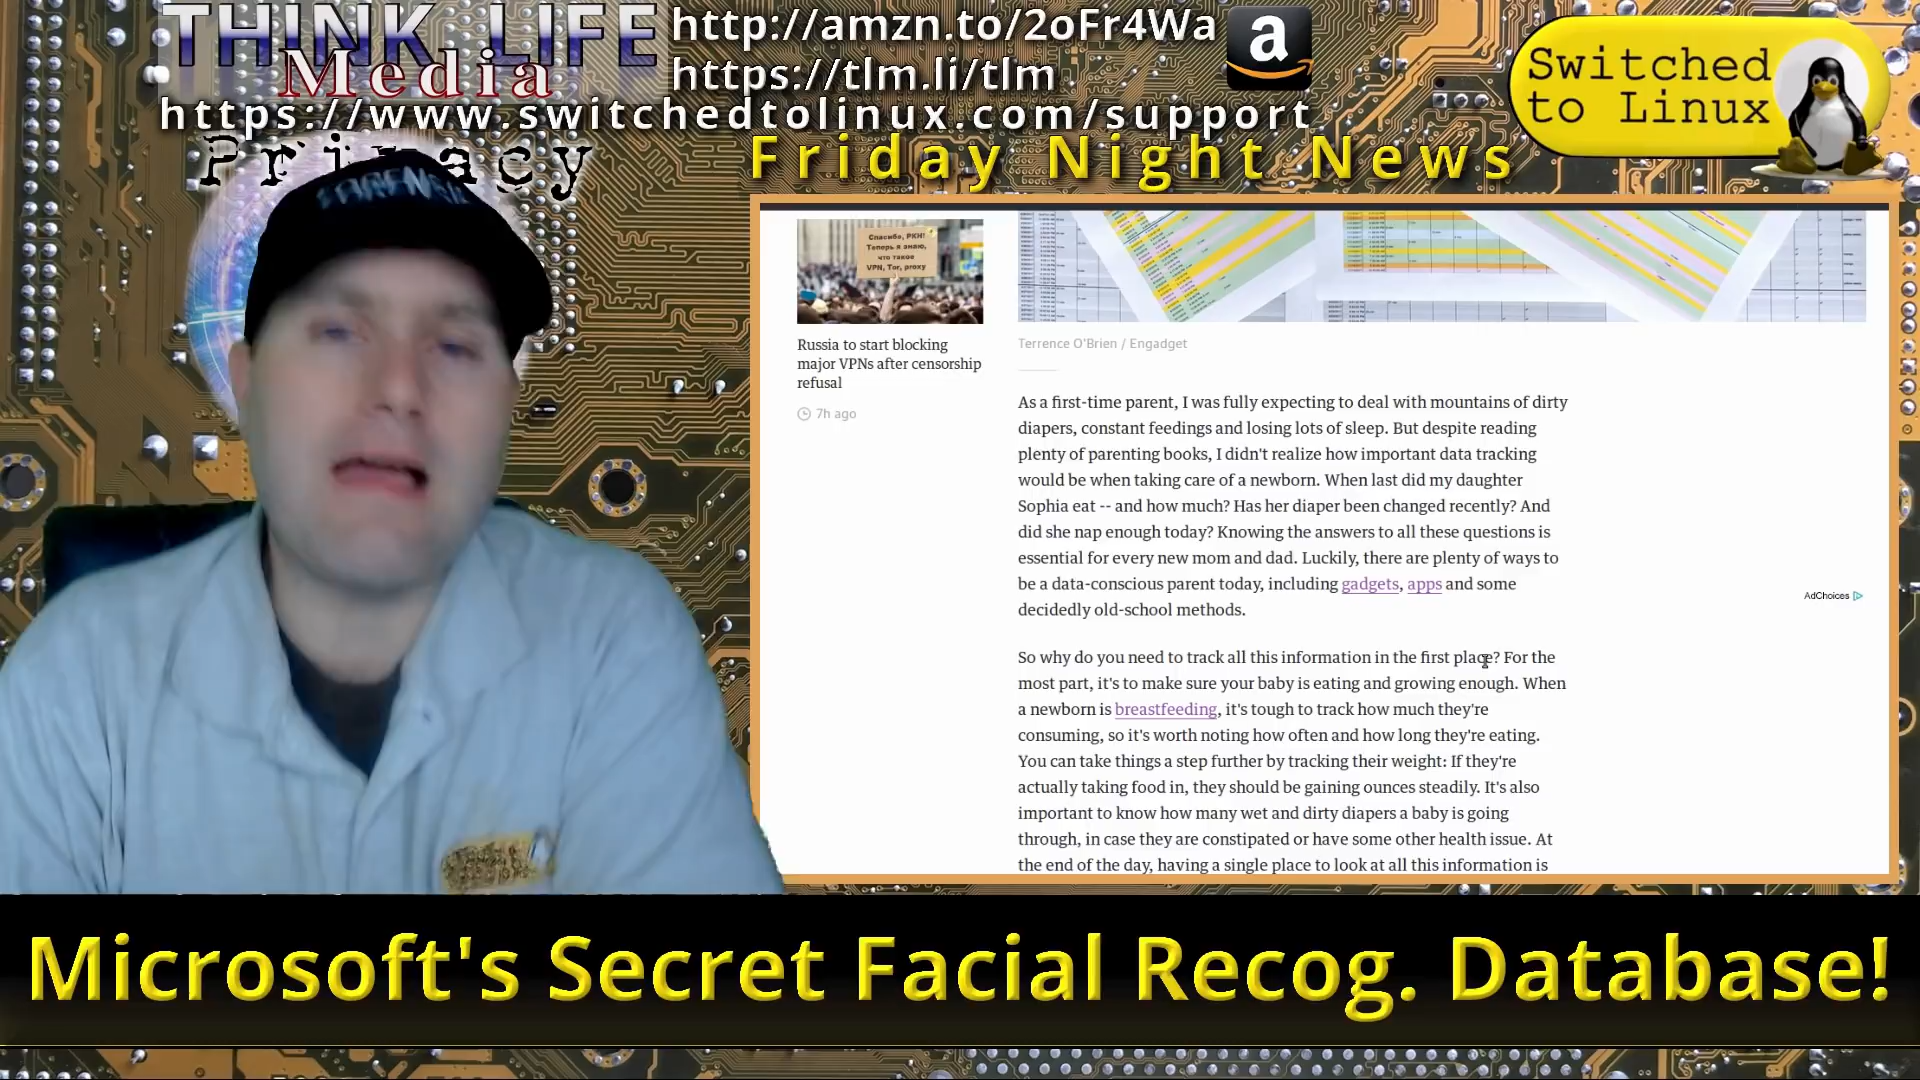 THINK LIFE
Media
http://amzn.to/2oFr4Wa
https://tlm.li/tlm
https://www.switchedtolinux.com/support
a
Switched
to Linux
Privacy
Friday Night News
Спасибо, РКН!
Теперь я знаю,
что такое
VPN, Tor, proxy
Russia to start blocking
major VPNs after censorship
refusal
7h ago
Terrence O'Brien / Engadget
As a first-time parent, I was fully expecting to deal with mountains of dirty
diapers, constant feedings and losing lots of sleep. But despite reading
plenty of parenting books, I didn't realize how important data tracking
would be when taking care of a newborn. When last did my daughter
Sophia eat -- and how much? Has her diaper been changed recently? And
did she nap enough today? Knowing the answers to all these questions is
essential for every new mom and dad. Luckily, there are plenty of ways to
be a data-conscious parent today, including gadgets, apps and some
decidedly old-school methods.
AdChoices
So why do you need to track all this information in the first place? For the
most part, it's to make sure your baby is eating and growing enough. When
a newborn is breastfeeding, it's tough to track how much they're
consuming, so it's worth noting how often and how long they're eating.
You can take things a step further by tracking their weight: If they're
actually taking food in, they should be gaining ounces steadily. It's also
important to know how many wet and dirty diapers a baby is going
through, in case they are constipated or have some other health issue. At
the end of the day, having a single place to look at all this information is
Microsoft's Secret Facial Recog. Database!